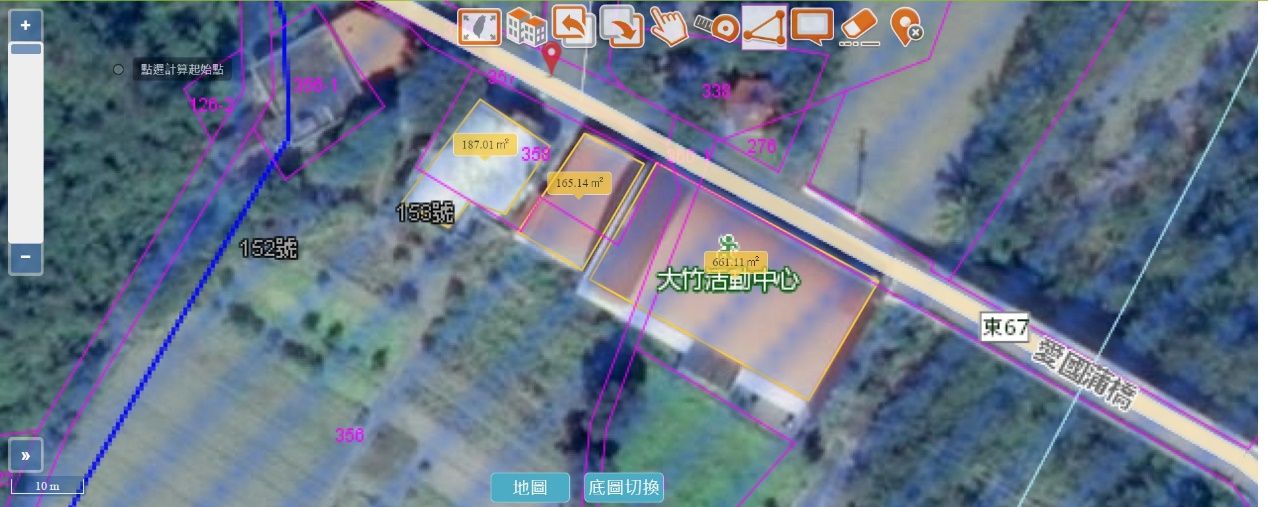 +
點選計算起始點
357
266-1
126-2
338
276
187.01 m²
358
165.14 m²
153號
152號
661.11 m²
大竹活動中心
東67
愛國蒲橋
356
−
»
10 m
地圖
底圖切換